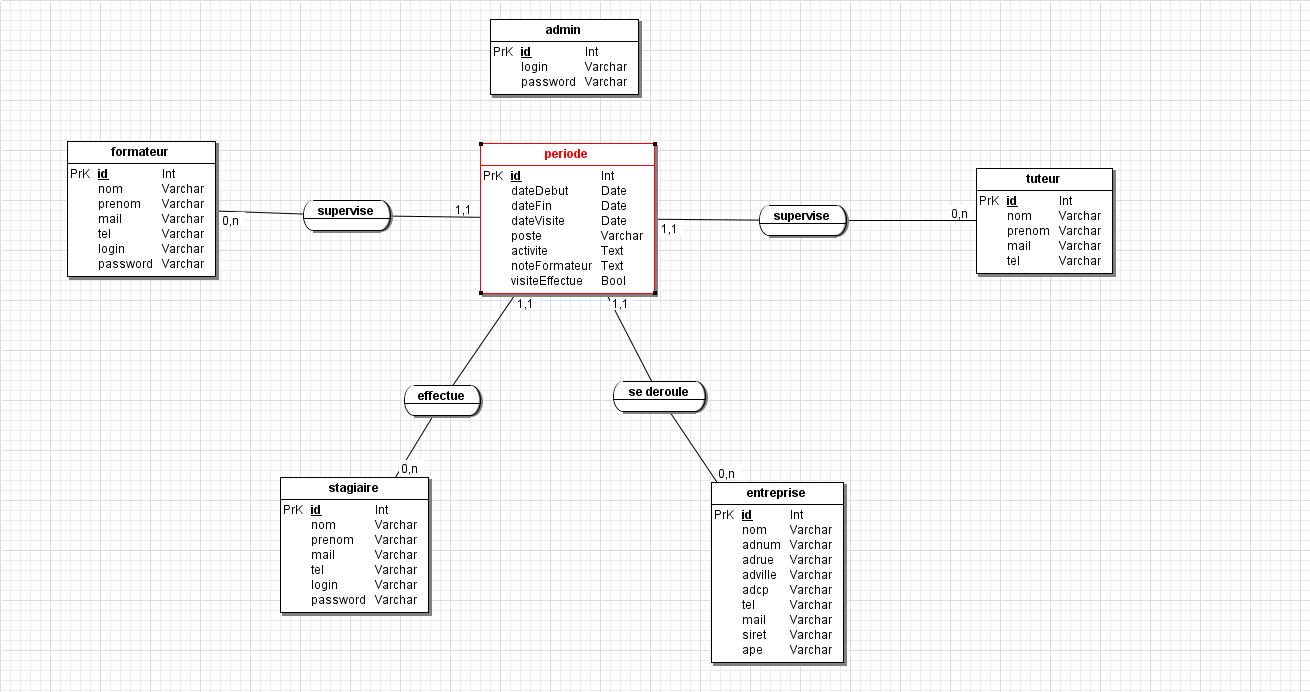 admin
PrK id Int
login Varchar
password Varchar
formateur
PrK id Int
nom Varchar
prenom Varchar
mail Varchar
tel Varchar
login Varchar
password Varchar
0,n
supervise
1,1
periode
PrK id Int
dateDebut Date
dateFin Date
dateVisite Date
poste Varchar
activite Text
noteFormateur Text
visiteEffectue Bool
1,1
supervise
0,n
tuteur
PrK id Int
nom Varchar
prenom Varchar
mail Varchar
tel Varchar
1,1
1,1
effectue
se deroule
0,n
0,n
stagiaire
PrK id Int
nom Varchar
prenom Varchar
mail Varchar
tel Varchar
login Varchar
password Varchar
entreprise
PrK id Int
nom Varchar
adnum Varchar
adrue Varchar
adville Varchar
adcp Varchar
tel Varchar
mail Varchar
siret Varchar
ape Varchar